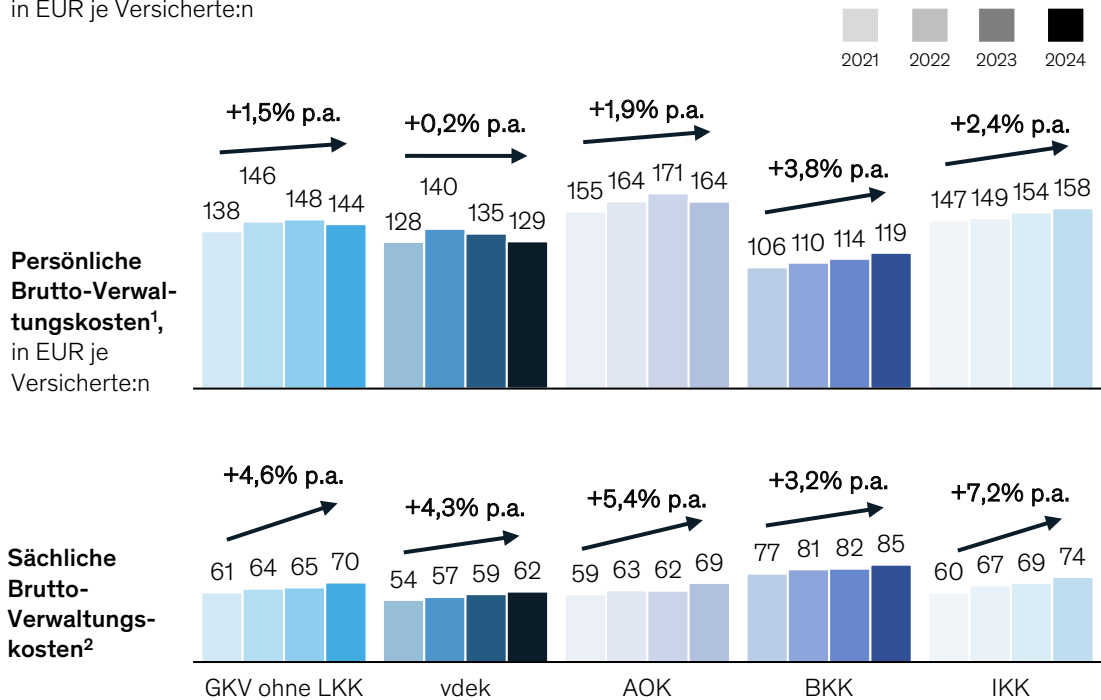 in EUR je Versicherte:n
2021 2022 2023 2024
+1,5% p.a. +0,2% p.a. +1,9% p.a. +3,8% p.a. +2,4% p.a.
138 146 148 144 128 140 135 129 155 164 171 164 106 110 114 119 147 149 154 158
Persönliche
Brutto-Verwal-
tungskosten¹,
in EUR je
Versicherte:n
+4,6% p.a. +4,3% p.a. +5,4% p.a. +3,2% p.a. +7,2% p.a.
61 64 65 70 54 57 59 62 59 63 62 69 77 81 82 85 60 67 69 74
Sächliche
Brutto-
Verwaltungs-
kosten²
GKV ohne LKK vdek AOK BKK IKK